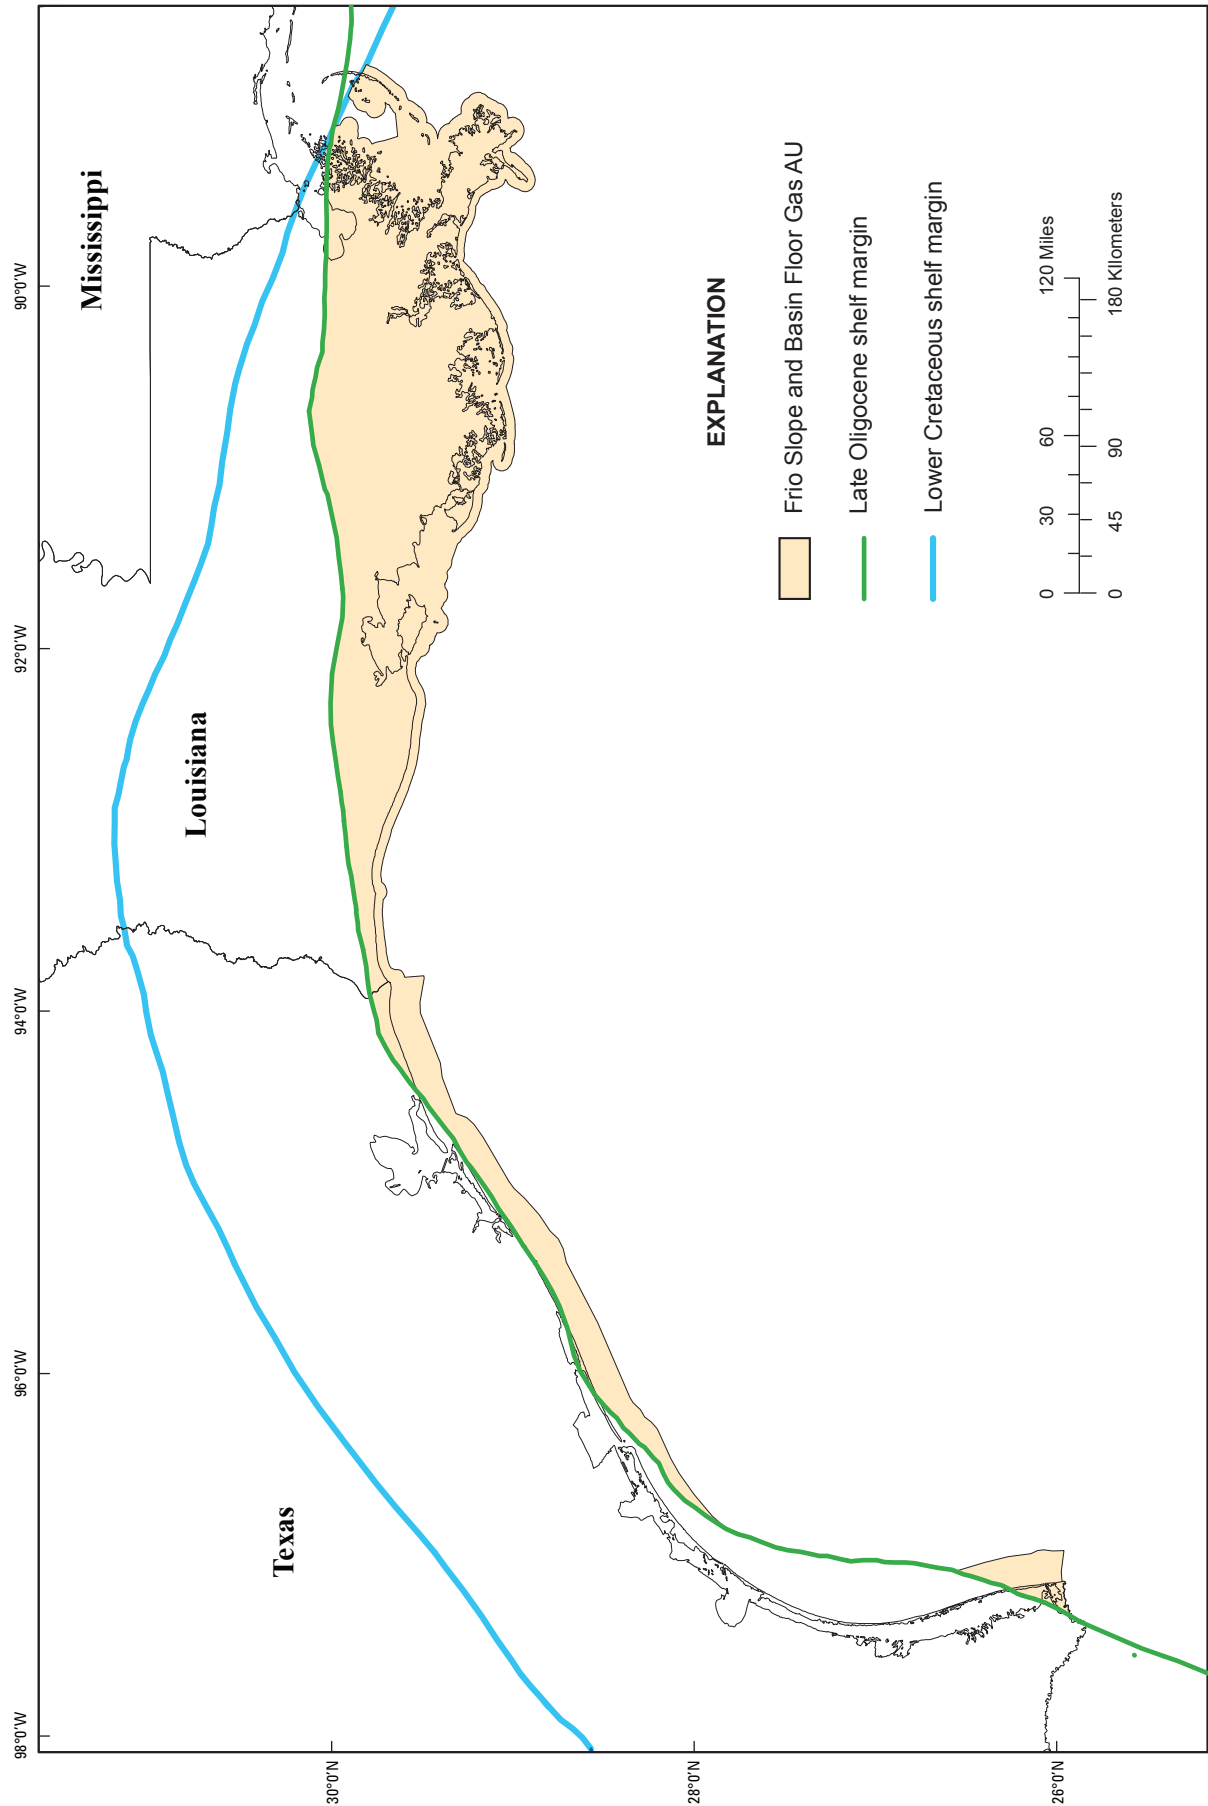 98°0'W
96°0'W
94°0'W
92°0'W
90°0'W
Mississippi
Louisiana
Texas
30°0'N
28°0'N
26°0'N
EXPLANATION
Frio Slope and Basin Floor Gas AU
Late Oligocene shelf margin
Lower Cretaceous shelf margin
0 30 60 120 Miles
0 45 90 180 KIlometers